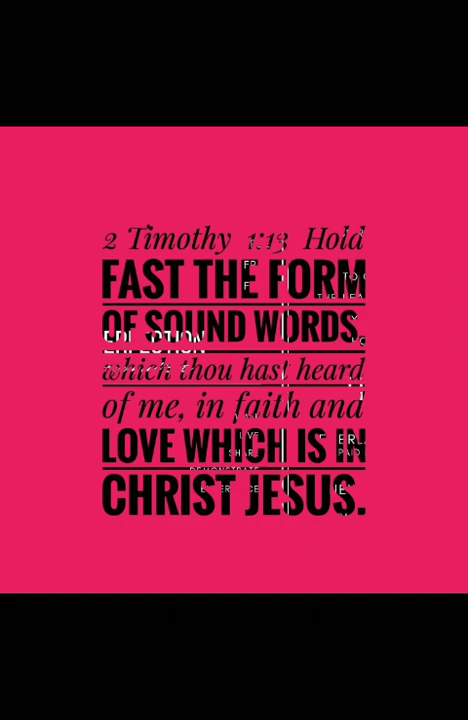 2 Timothy 1:13 Hold
FAST THE FORM
OF SOUND WORDS,
which thou hast heard
of me, in faith and
LOVE WHICH IS IN
CHRIST JESUS.